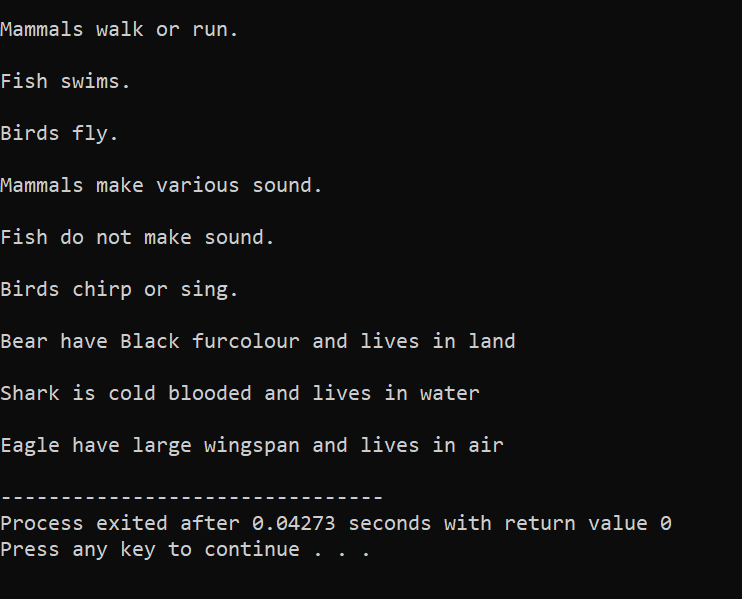 Mammals walk or run.
Fish swims.
Birds fly.
Mammals make various sound.
Fish do not make sound.
Birds chirp or sing.
Bear have Black furcolour and lives in land
Shark is cold blooded and lives in water
Eagle have large wingspan and lives in air
--------------------------------
Process exited after 0.04273 seconds with return value 0
Press any key to continue . . .